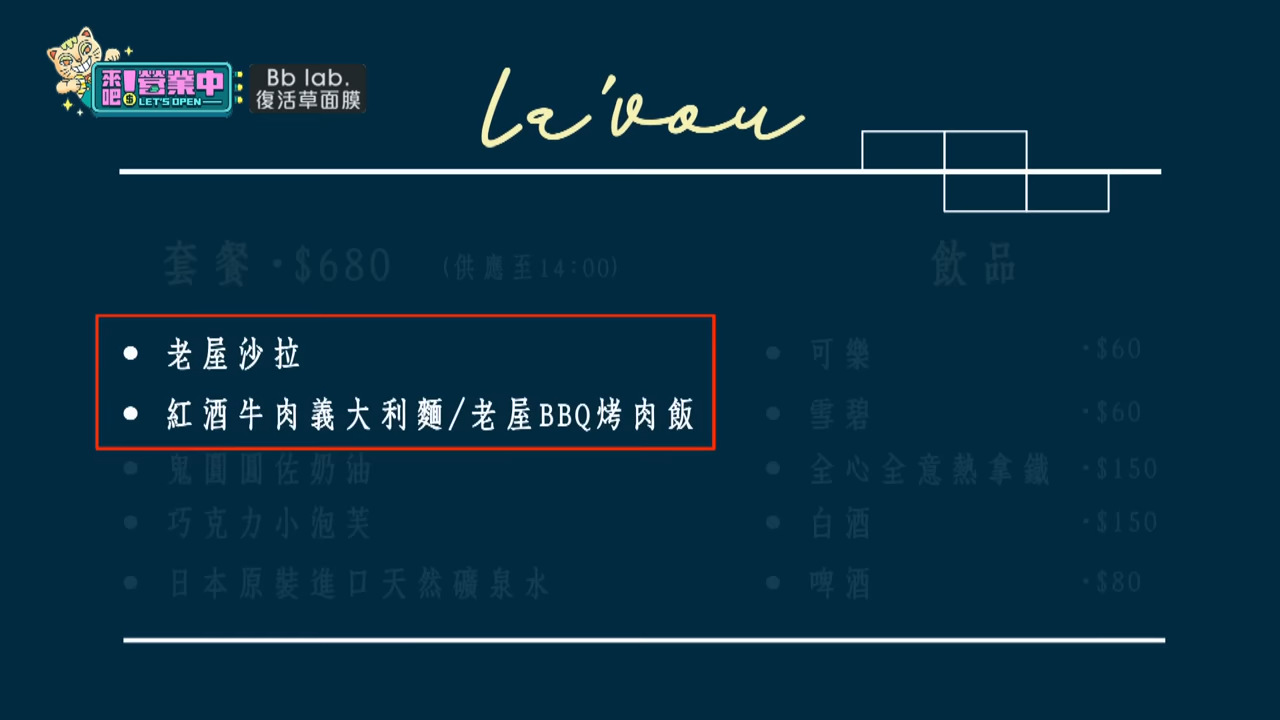 來吧!營業中
LET'S OPEN
Bb lab.
復活草面膜
La'vou
套餐·$680 (供應至14:00)
老屋沙拉
紅酒牛肉義大利麵/老屋BBQ烤肉飯
鬼圓圓佐奶油
巧克力小泡芙
日本原裝進口天然礦泉水
飲品
可樂 ·$60
雪碧 ·$60
全心全意熱拿鐵 ·$150
白酒 ·$150
啤酒 ·$80